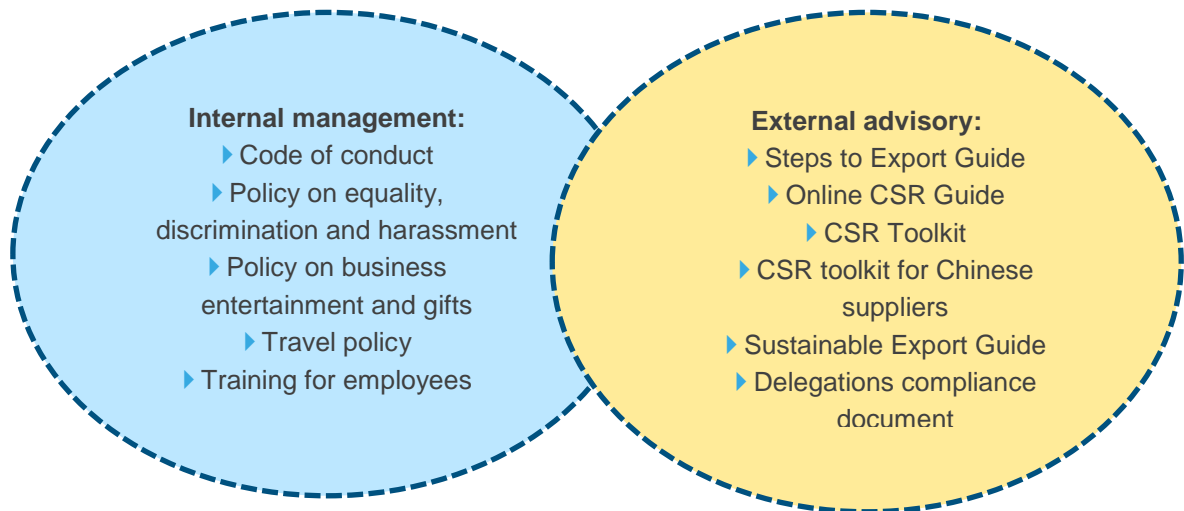 Internal management:
Code of conduct
Policy on equality,
discrimination and harassment
Policy on business
entertainment and gifts
Travel policy
Training for employees
External advisory:
Steps to Export Guide
Online CSR Guide
CSR Toolkit
CSR toolkit for Chinese
suppliers
Sustainable Export Guide
Delegations compliance
document